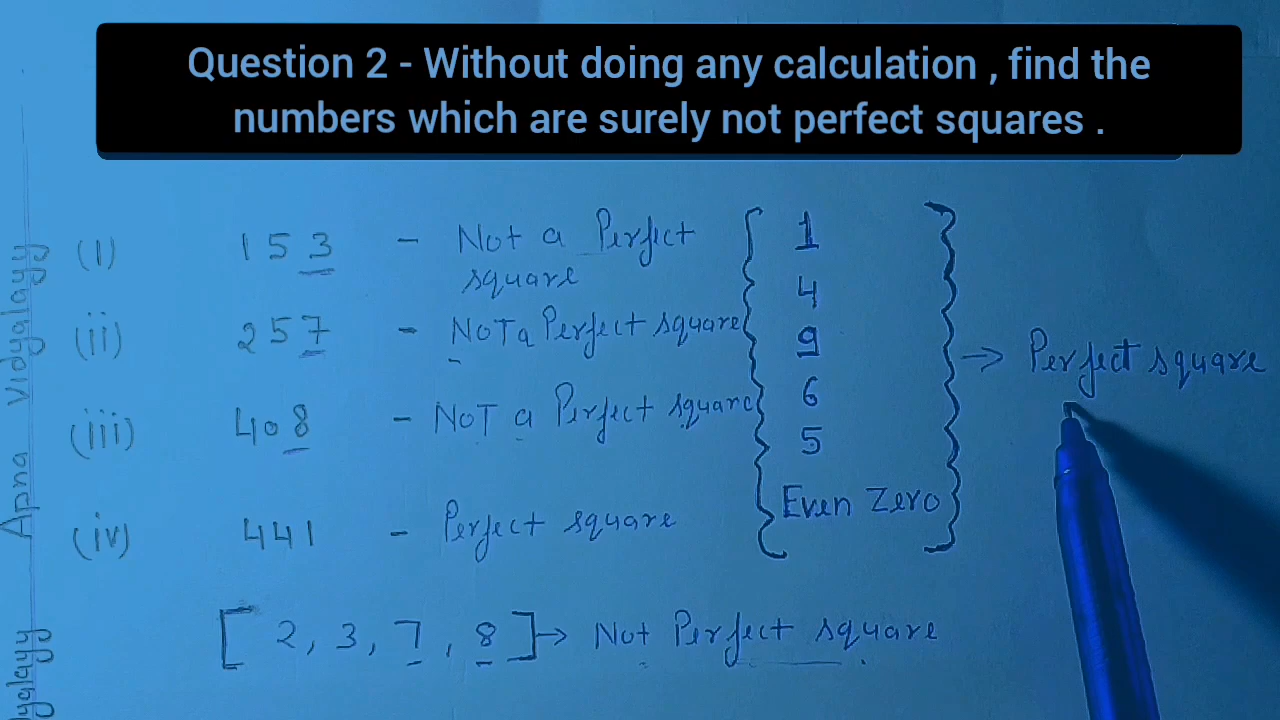 Question 2 - Without doing any calculation , find the
numbers which are surely not perfect squares .
(I) 153 - Not a Perfect
square
(ii) 257 - NOT a Perfect square
(iii) 408 - NOT a Perfect square
(iv) 441 - Perfect square
1
4
9
6
5
Even Zero
→ Perfect square
[ 2, 3, 7, 8 ] → Not Perfect square
Apna Vidyalayy
yalayy